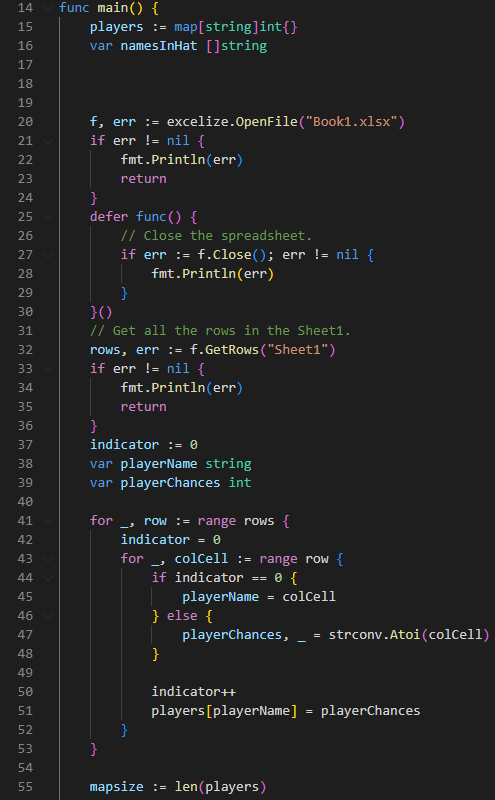 14 func main() {
15 players := map[string]int{}
16 var namesInHat []string
17
18
19
20 f, err := excelize.OpenFile("Book1.xlsx")
21 if err != nil {
22 fmt.Println(err)
23 return
24 }
25 defer func() {
26 // Close the spreadsheet.
27 if err := f.Close(); err != nil {
28 fmt.Println(err)
29 }
30 }()
31 // Get all the rows in the Sheet1.
32 rows, err := f.GetRows("Sheet1")
33 if err != nil {
34 fmt.Println(err)
35 return
36 }
37 indicator := 0
38 var playerName string
39 var playerChances int
40
41 for _, row := range rows {
42 indicator = 0
43 for _, colCell := range row {
44 if indicator == 0 {
45 playerName = colCell
46 } else {
47 playerChances, _ = strconv.Atoi(colCell)
48 }
49
50 indicator++
51 players[playerName] = playerChances
52 }
53 }
54
55 mapsize := len(players)